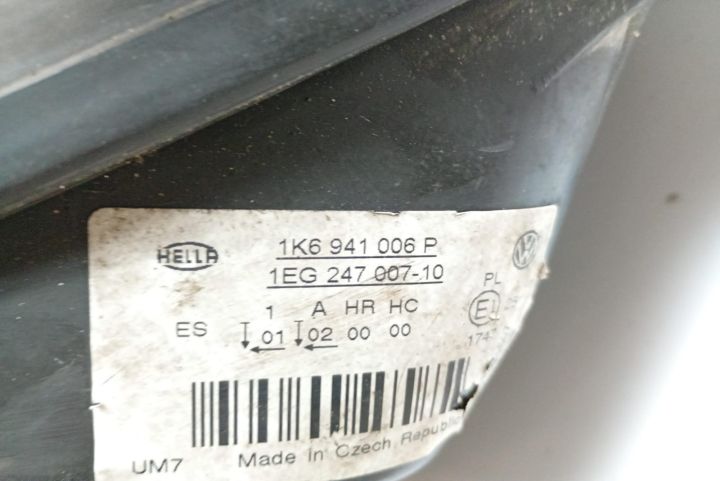 HELLA
1K6 941 006 P
1EG 247 007-10
1 A HR HC
PL
ES 01 02 00 00
E1
UM7 Made in Czech Republic